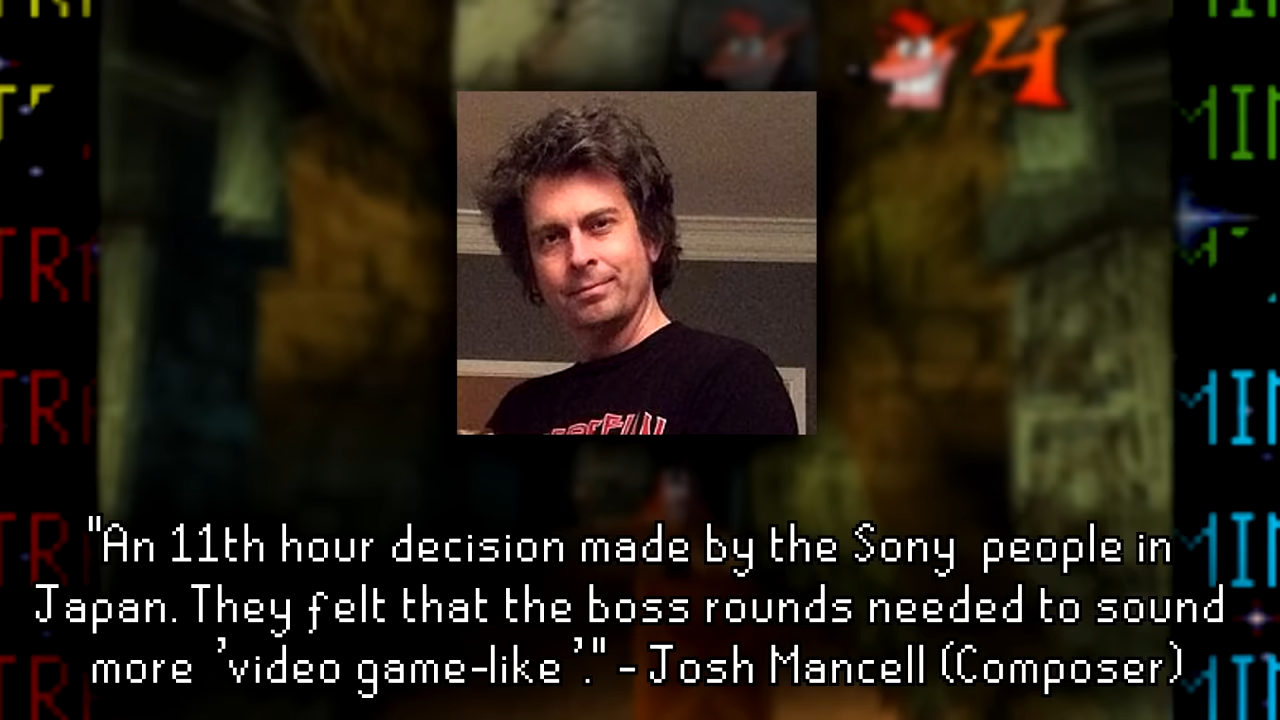 4
"An 11th hour decision made by the Sony people in
Japan. They felt that the boss rounds needed to sound
more 'video game-like'." - Josh Mancell (Composer)